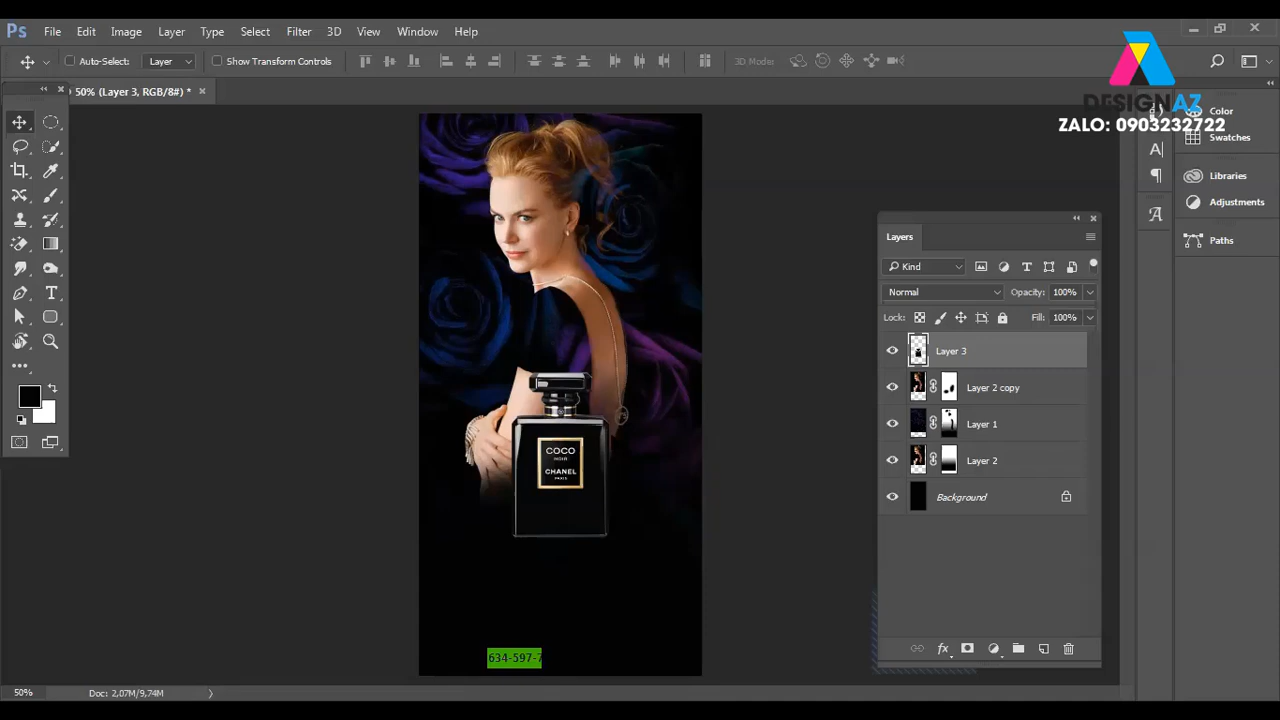 Ps File Edit Image Layer Type Select Filter 3D View Window Help
Auto-Select: Layer Show Transform Controls 3D Mode:
50% (Layer 3, RGB/8#) * ×
DESIGNAZ
ZALO: 0903232722
Color
Swatches
Libraries
Adjustments
Paths
Layers
Kind
Normal Opacity: 100%
Lock: Fill: 100%
Layer 3
Layer 2 copy
Layer 1
Layer 2
Background
COCO
NOIR
CHANEL
PARIS
634-597-7
50% Doc: 2,07M/9,74M